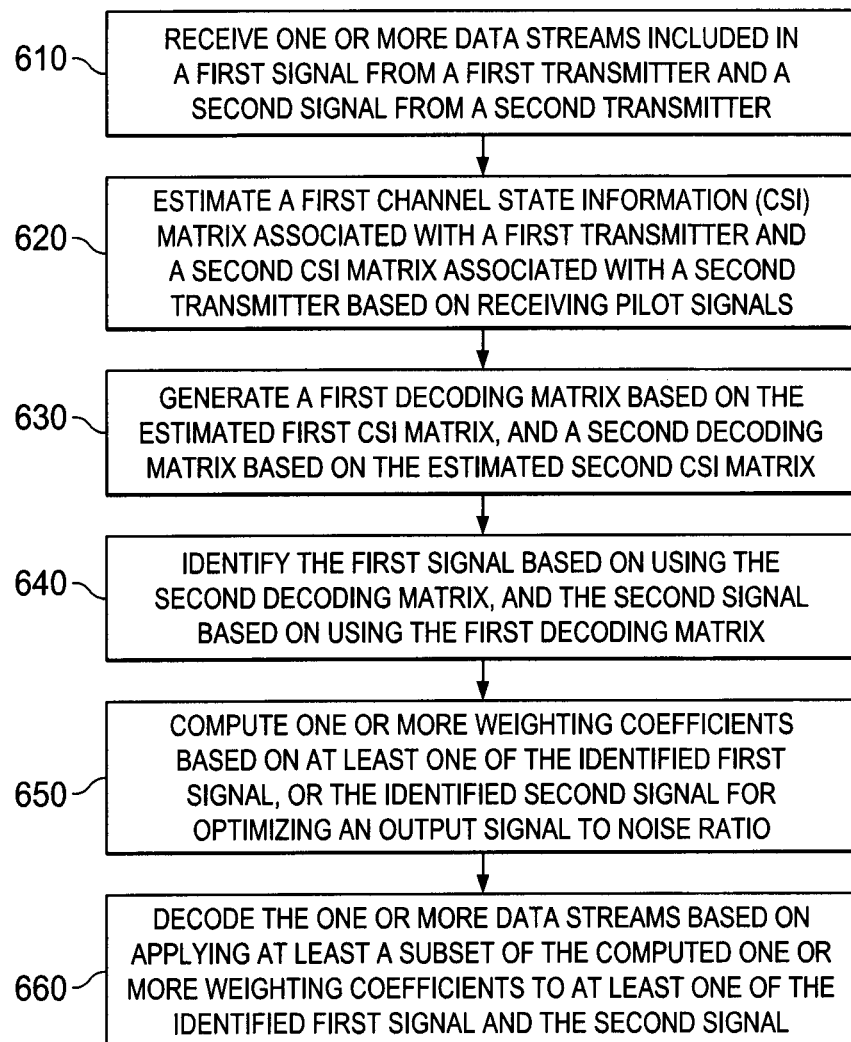 610
RECEIVE ONE OR MORE DATA STREAMS INCLUDED IN
A FIRST SIGNAL FROM A FIRST TRANSMITTER AND A
SECOND SIGNAL FROM A SECOND TRANSMITTER
620
ESTIMATE A FIRST CHANNEL STATE INFORMATION (CSI)
MATRIX ASSOCIATED WITH A FIRST TRANSMITTER AND
A SECOND CSI MATRIX ASSOCIATED WITH A SECOND
TRANSMITTER BASED ON RECEIVING PILOT SIGNALS
630
GENERATE A FIRST DECODING MATRIX BASED ON THE
ESTIMATED FIRST CSI MATRIX, AND A SECOND DECODING
MATRIX BASED ON THE ESTIMATED SECOND CSI MATRIX
640
IDENTIFY THE FIRST SIGNAL BASED ON USING THE
SECOND DECODING MATRIX, AND THE SECOND SIGNAL
BASED ON USING THE FIRST DECODING MATRIX
650
COMPUTE ONE OR MORE WEIGHTING COEFFICIENTS
BASED ON AT LEAST ONE OF THE IDENTIFIED FIRST
SIGNAL, OR THE IDENTIFIED SECOND SIGNAL FOR
OPTIMIZING AN OUTPUT SIGNAL TO NOISE RATIO
660
DECODE THE ONE OR MORE DATA STREAMS BASED ON
APPLYING AT LEAST A SUBSET OF THE COMPUTED ONE OR
MORE WEIGHTING COEFFICIENTS TO AT LEAST ONE OF THE
IDENTIFIED FIRST SIGNAL AND THE SECOND SIGNAL